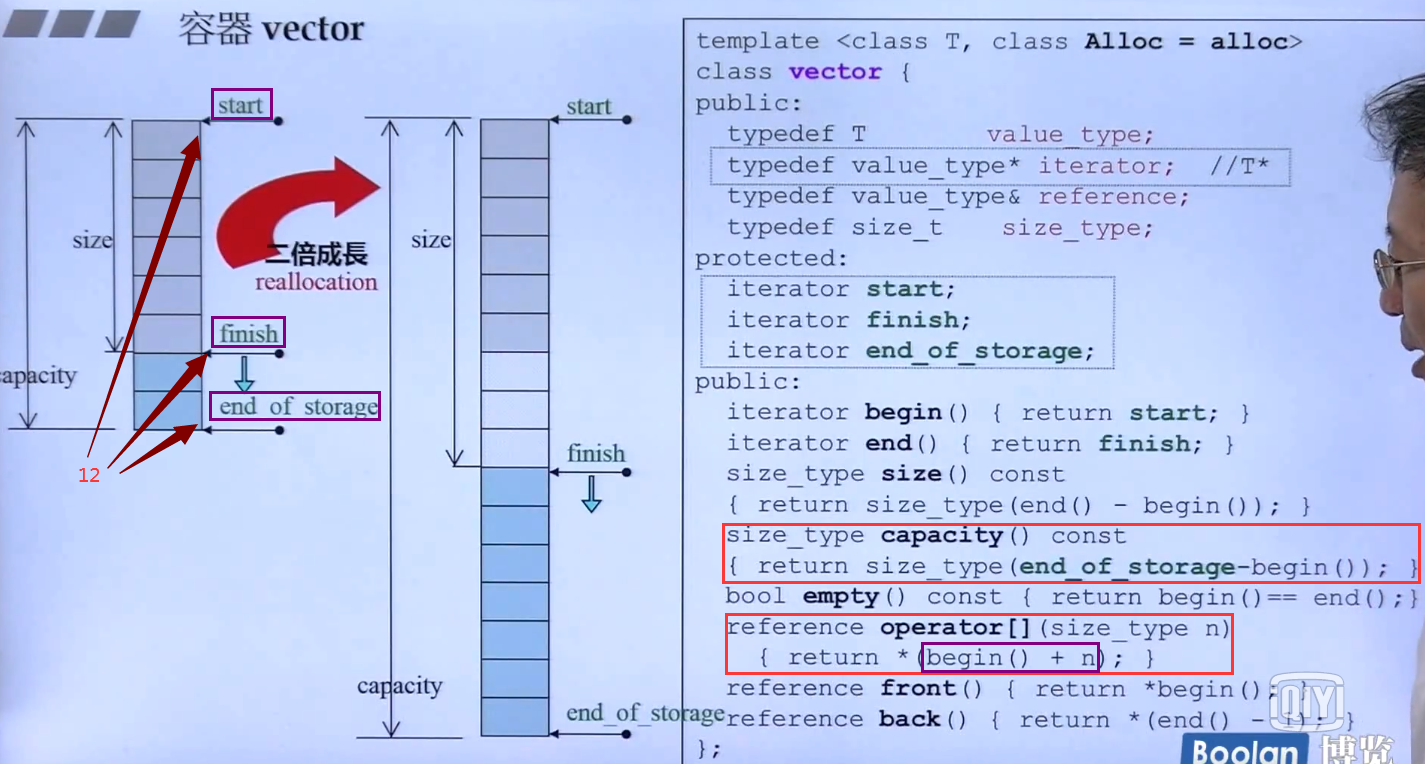 容器 vector
start
size
二倍成長
reallocation
finish
capacity
end_of_storage
12
start
size
finish
capacity
end_of_storage
template <class T, class Alloc = alloc>
class vector {
public:
typedef T value_type;
typedef value_type* iterator; //T*
typedef value_type& reference;
typedef size_t size_type;
protected:
iterator start;
iterator finish;
iterator end_of_storage;
public:
iterator begin() { return start; }
iterator end() { return finish; }
size_type size() const
{ return size_type(end() - begin()); }
size_type capacity() const
{ return size_type(end_of_storage-begin()); }
bool empty() const { return begin()== end();}
reference operator[](size_type n)
{ return *(begin() + n); }
reference front() { return *begin(); }
reference back() { return *(end() - 1); }
};
QIY
Boolan 博览